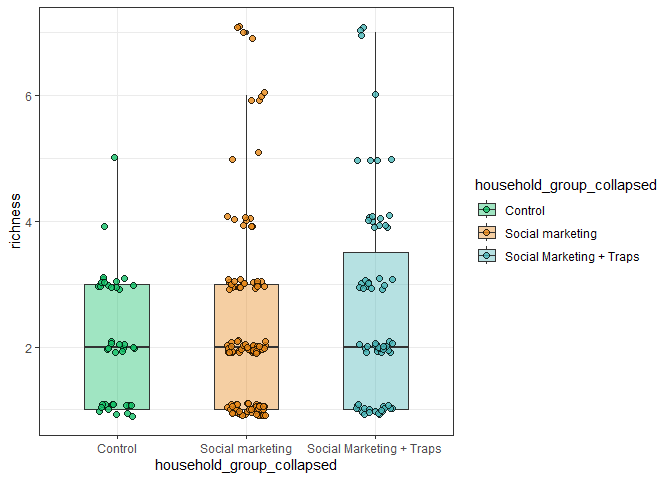 6
4
2
richness
Control
Social marketing
Social Marketing + Traps
household_group_collapsed
household_group_collapsed
Control
Social marketing
Social Marketing + Traps